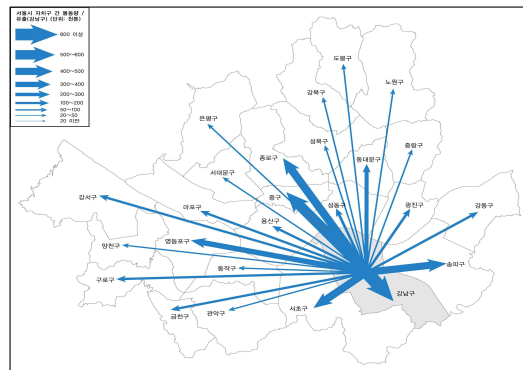 서울시 자치구 간 물동량 /
유출(강남구) (단위: 천톤)
600 이상
500~600
400~500
300~400
200~300
100~200
50~100
20~50
20 미만
도봉구
노원구
강북구
은평구
성북구
중랑구
종로구
동대문구
서대문구
강서구
중구
마포구
성동구
광진구
강동구
용산구
양천구
영등포구
동작구
송파구
구로구
강남구
금천구
관악구
서초구